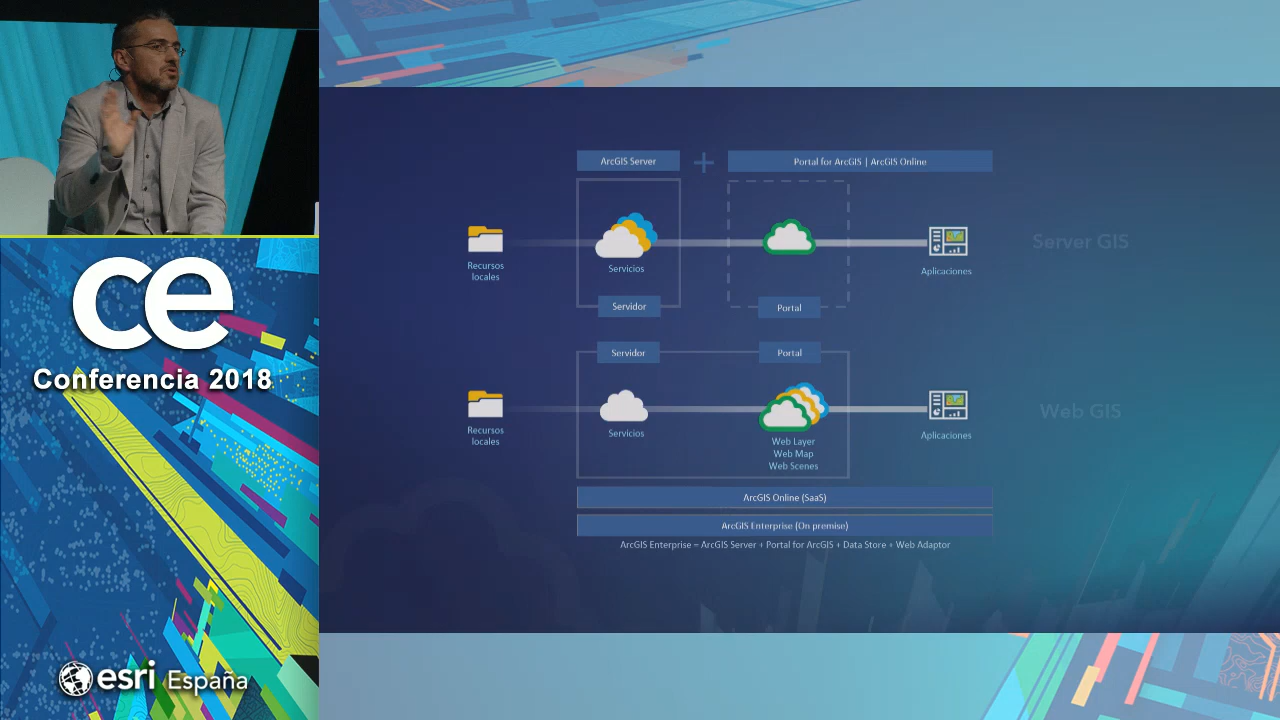 ce
Conferencia 2018
esri España
ArcGIS Server
+
Portal for ArcGIS | ArcGIS Online
Recursos
locales
Servicios
Servidor
Portal
Aplicaciones
Server GIS
Servidor
Portal
Recursos
locales
Servicios
Web Layer
Web Map
Web Scenes
Aplicaciones
Web GIS
ArcGIS Online (SaaS)
ArcGIS Enterprise (On premise)
ArcGIS Enterprise = ArcGIS Server + Portal for ArcGIS + Data Store + Web Adaptor